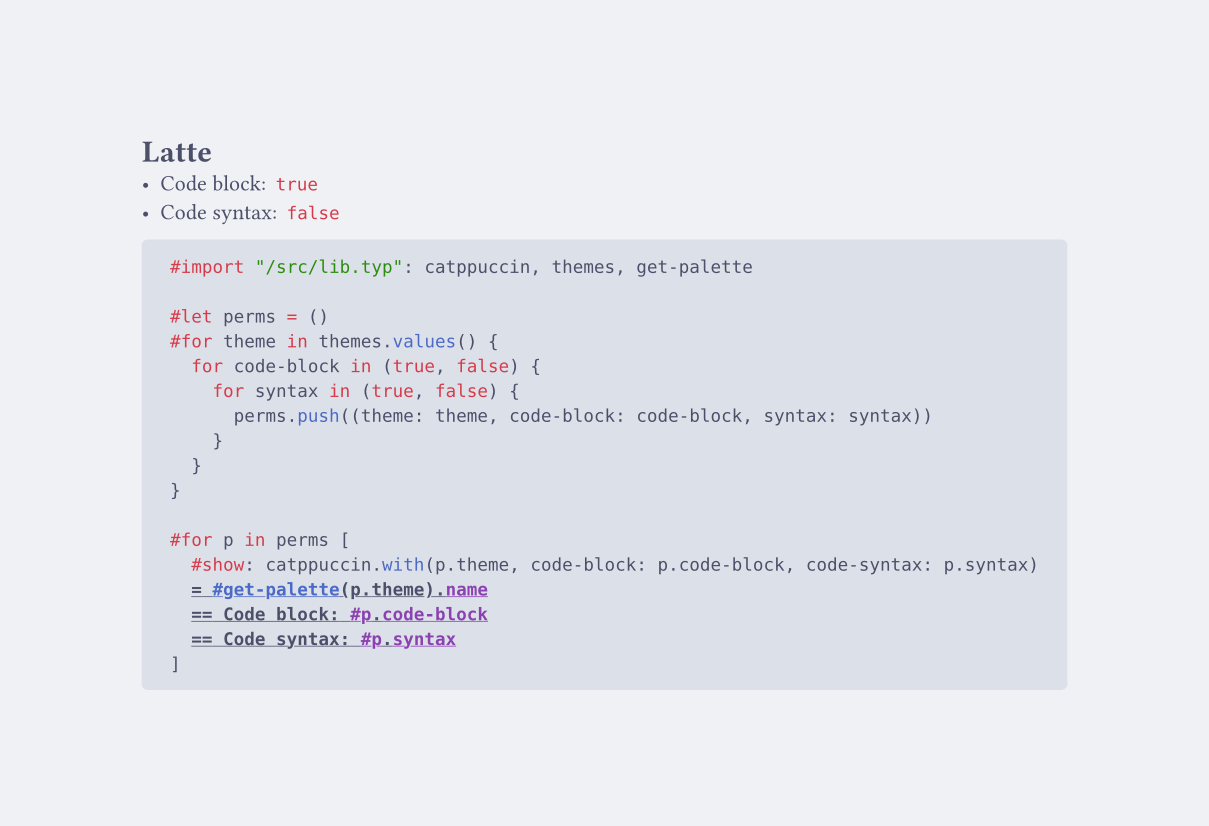 Latte
• Code block: true
• Code syntax: false
#import "/src/lib.typ": catppuccin, themes, get-palette

#let perms = ()
#for theme in themes.values() {
  for code-block in (true, false) {
    for syntax in (true, false) {
      perms.push((theme: theme, code-block: code-block, syntax: syntax))
    }
  }
}

#for p in perms [
  #show: catppuccin.with(p.theme, code-block: p.code-block, code-syntax: p.syntax)
  = #get-palette(p.theme).name
  == Code block: #p.code-block
  == Code syntax: #p.syntax
]